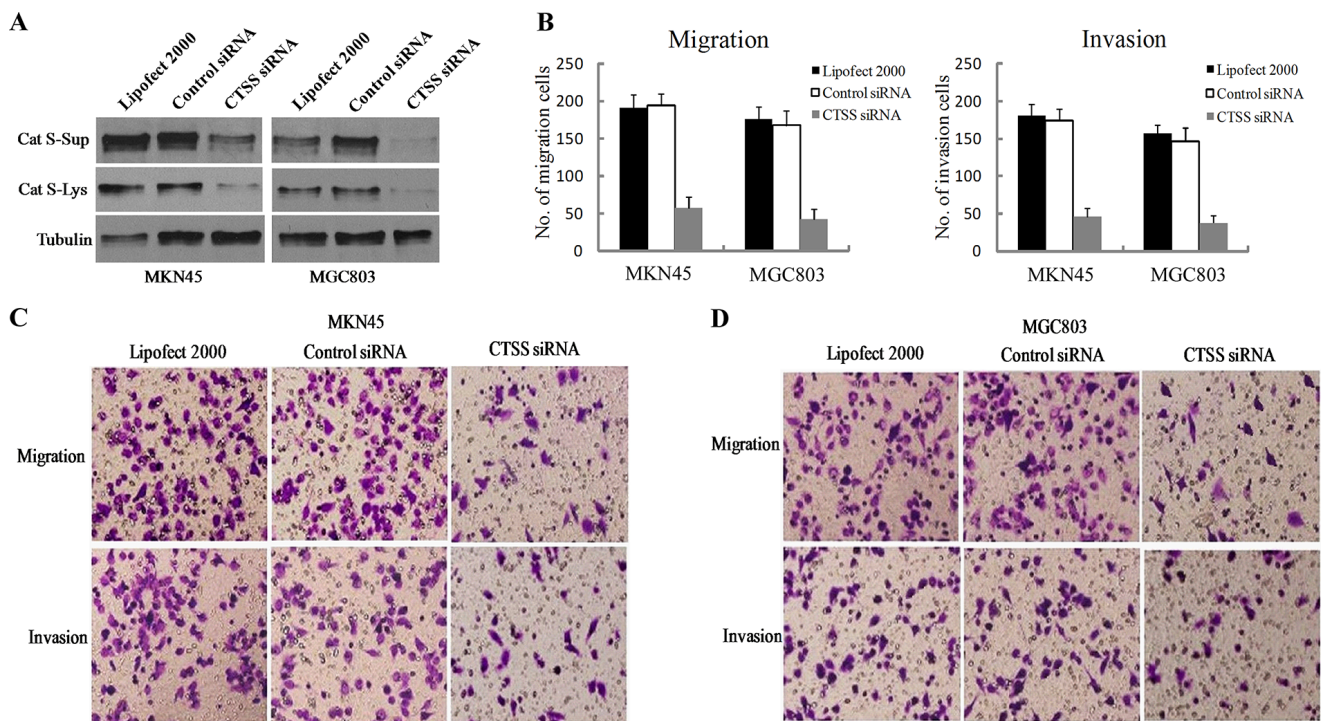 A
Lipofect 2000
Control siRNA
CTSS siRNA
Lipofect 2000
Control siRNA
CTSS siRNA
Cat S-Sup
Cat S-Lys
Tubulin
MKN45
MGC803
B
Migration
No. of migration cells
250
200
150
100
50
0
Lipofect 2000
Control siRNA
CTSS siRNA
MKN45
MGC803
Invasion
No. of invasion cells
250
200
150
100
50
0
Lipofect 2000
Control siRNA
CTSS siRNA
MKN45
MGC803
C
MKN45
Lipofect 2000
Control siRNA
CTSS siRNA
Migration
Invasion
D
MGC803
Lipofect 2000
Control siRNA
CTSS siRNA
Migration
Invasion